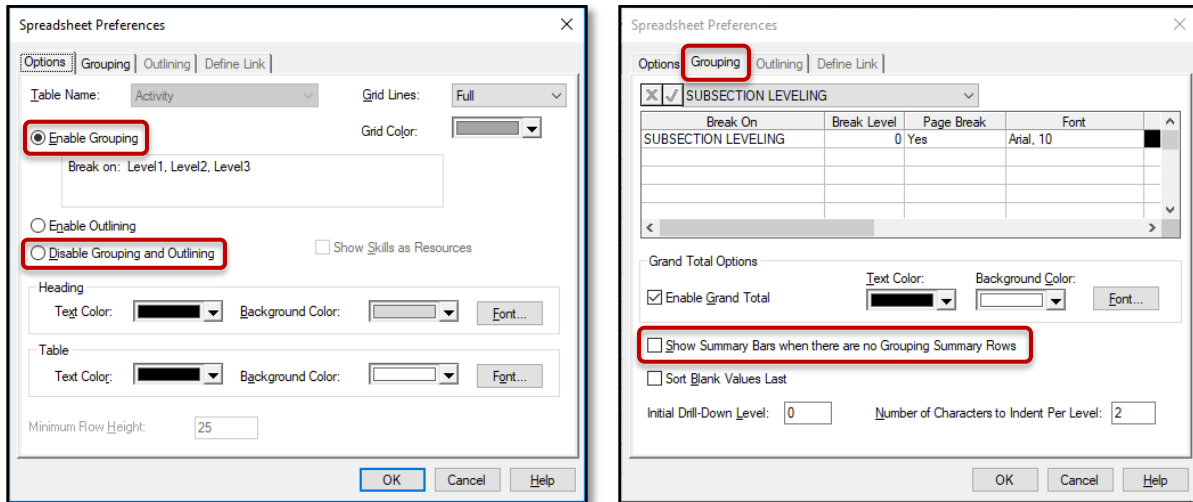 Spreadsheet Preferences
Options Grouping Outlining Define Link
Table Name: Activity Grid Lines: Full
Enable Grouping Grid Color:
Break on: Level1, Level2, Level3
Enable Outlining
Disable Grouping and Outlining Show Skills as Resources
Heading
Text Color: Background Color: Font...
Table
Text Color: Background Color: Font...
Minimum Row Height: 25
OK Cancel Help
Spreadsheet Preferences
Options Grouping Outlining Define Link
SUBSECTION LEVELING
Break On Break Level Page Break Font
SUBSECTION LEVELING 0 Yes Arial, 10
Grand Total Options
Text Color: Background Color:
Enable Grand Total Font...
Show Summary Bars when there are no Grouping Summary Rows
Sort Blank Values Last
Initial Drill-Down Level: 0 Number of Characters to Indent Per Level: 2
OK Cancel Help